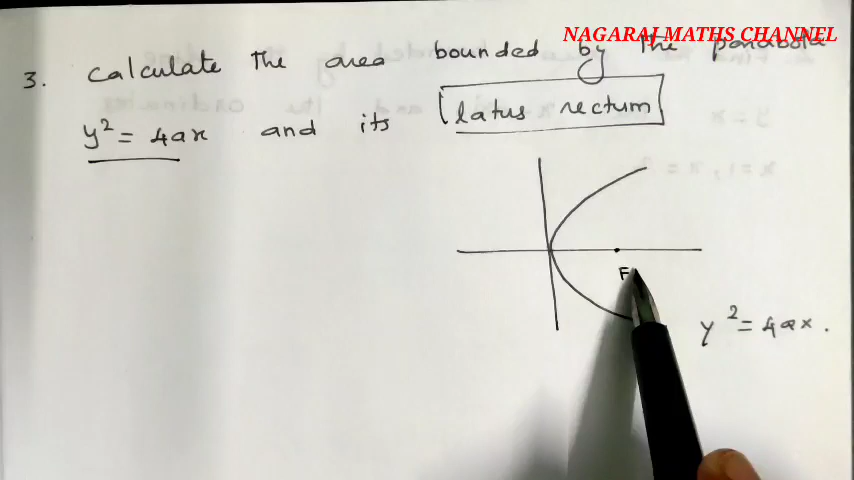 NAGARAJ MATHS CHANNEL
3. Calculate the area bounded by the parabola
y² = 4ax and its latus rectum
F
y² = 4ax.